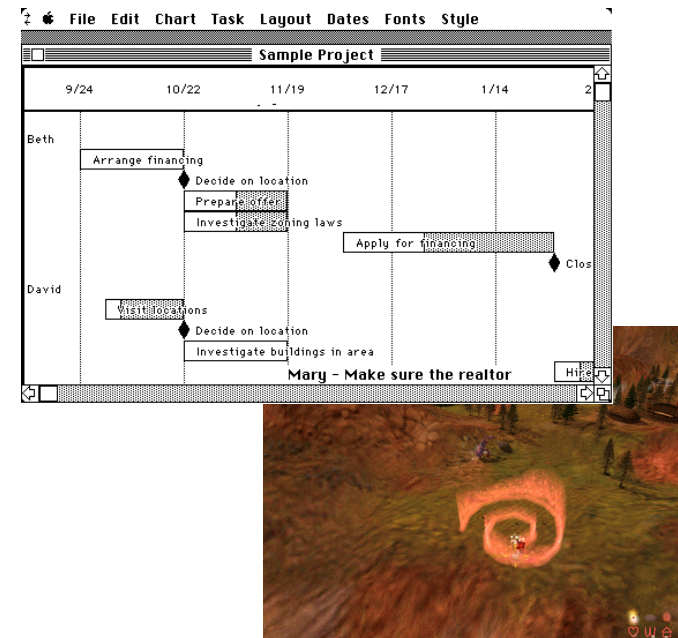 File Edit Chart Task Layout Dates Fonts Style
Sample Project
9/24 10/22 11/19 12/17 1/14 2
Beth
Arrange financing
Decide on location
Prepare offer
Investigate zoning laws
Apply for financing
Clos
David
Visit locations
Decide on location
Investigate buildings in area
Mary - Make sure the realtor
Hire